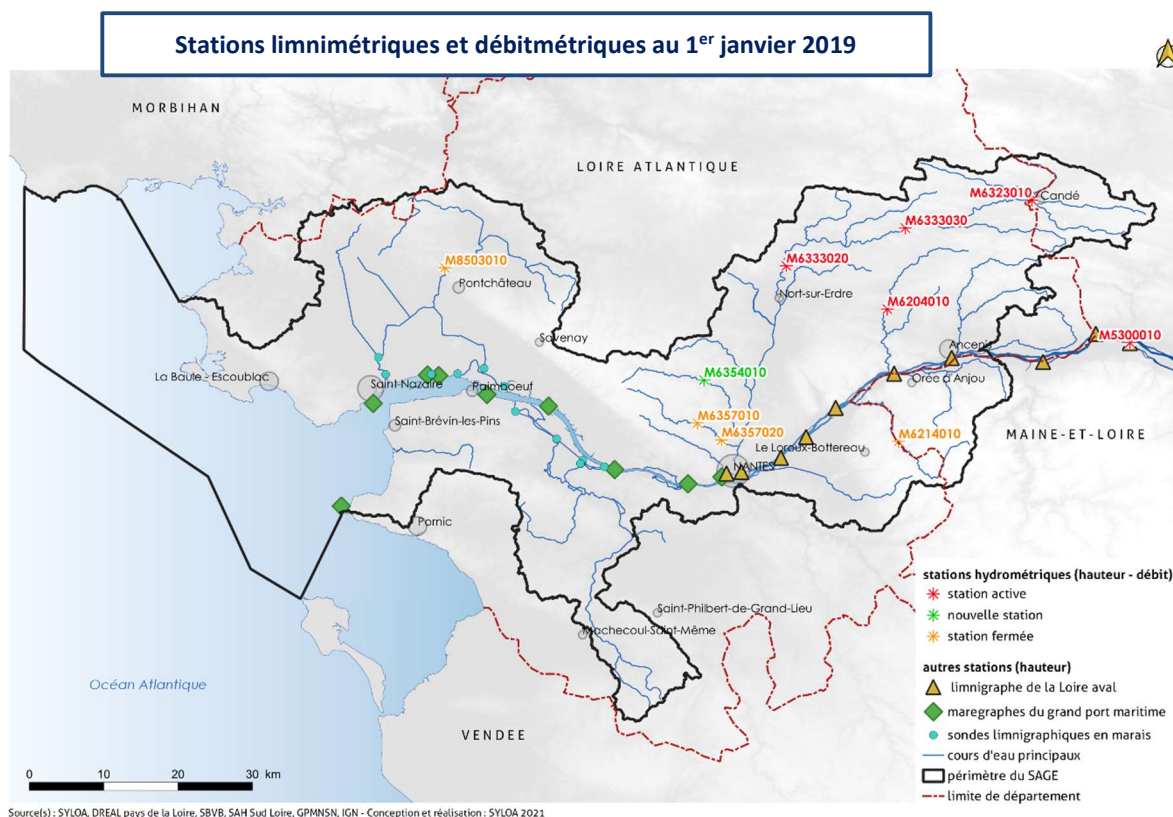 Stations limnimétriques et débitmétriques au 1er janvier 2019
MORBIHAN
LOIRE ATLANTIQUE
M6323010
Candé
M6333030
M8503010
M6333020
Pontchâteau
Nort-sur-Erdre
M6204010
Savenay
Ancenis
M5300010
La Baule - Escoublac
Saint-Nazaire
Paimboeuf
M6354010
Orée d'Anjou
Saint-Brévin-les-Pins
M6357010
M6357020
M6214010
MAINE-ET-LOIRE
Le Loroux-Bottereau
NANTES
Pornic
stations hydrométriques (hauteur - débit)
station active
nouvelle station
station fermée
Saint-Philbert-de-Grand-Lieu
Machecoul-Saint-Même
autres stations (hauteur)
limnigraphe de la Loire aval
maregraphes du grand port maritime
sondes limnigraphiques en marais
cours d'eau principaux
périmètre du SAGE
limite de département
Océan Atlantique
VENDEE
0 10 20 30 km
Source(s) : SYLOA, DREAL pays de la Loire, SBVB, SAH Sud Loire, GPMNSN, IGN - Conception et réalisation : SYLOA 2021